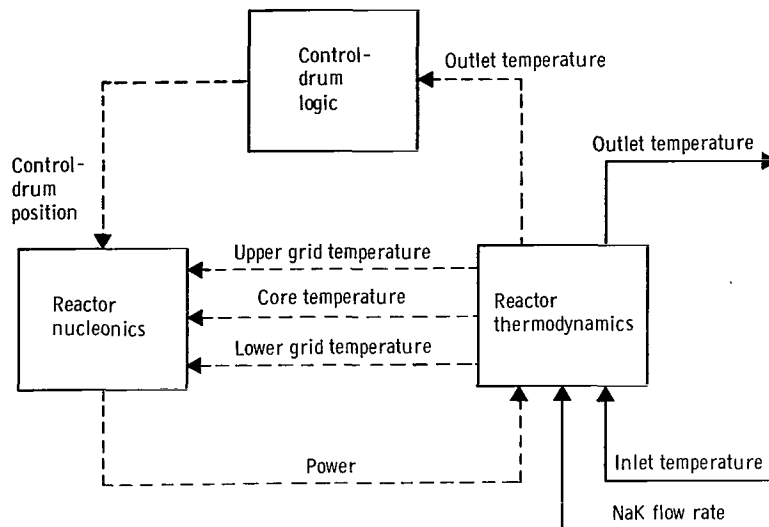 Control-
drum
logic
Outlet temperature
Outlet temperature
Control-
drum
position
Upper grid temperature
Core temperature
Lower grid temperature
Reactor
nucleonics
Reactor
thermodynamics
Power
Inlet temperature
NaK flow rate